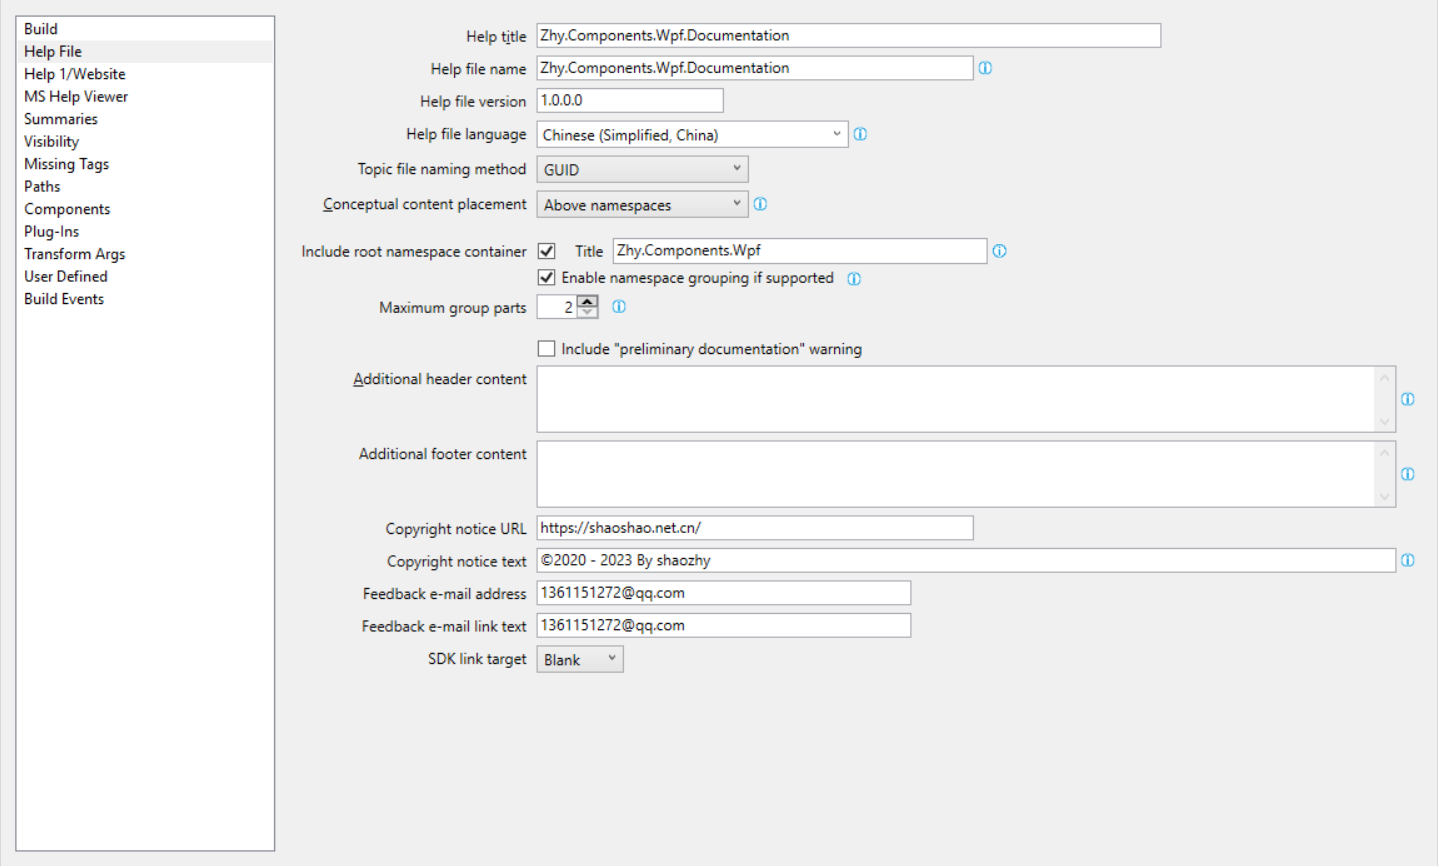 Build
Help File
Help 1/Website
MS Help Viewer
Summaries
Visibility
Missing Tags
Paths
Components
Plug-Ins
Transform Args
User Defined
Build Events
Help title Zhy.Components.Wpf.Documentation
Help file name Zhy.Components.Wpf.Documentation
Help file version 1.0.0.0
Help file language Chinese (Simplified, China)
Topic file naming method GUID
Conceptual content placement Above namespaces
Include root namespace container Title Zhy.Components.Wpf
Enable namespace grouping if supported
Maximum group parts 2
Include "preliminary documentation" warning
Additional header content
Additional footer content
Copyright notice URL https://shaoshao.net.cn/
Copyright notice text ©2020 - 2023 By shaozhy
Feedback e-mail address 1361151272@qq.com
Feedback e-mail link text 1361151272@qq.com
SDK link target Blank